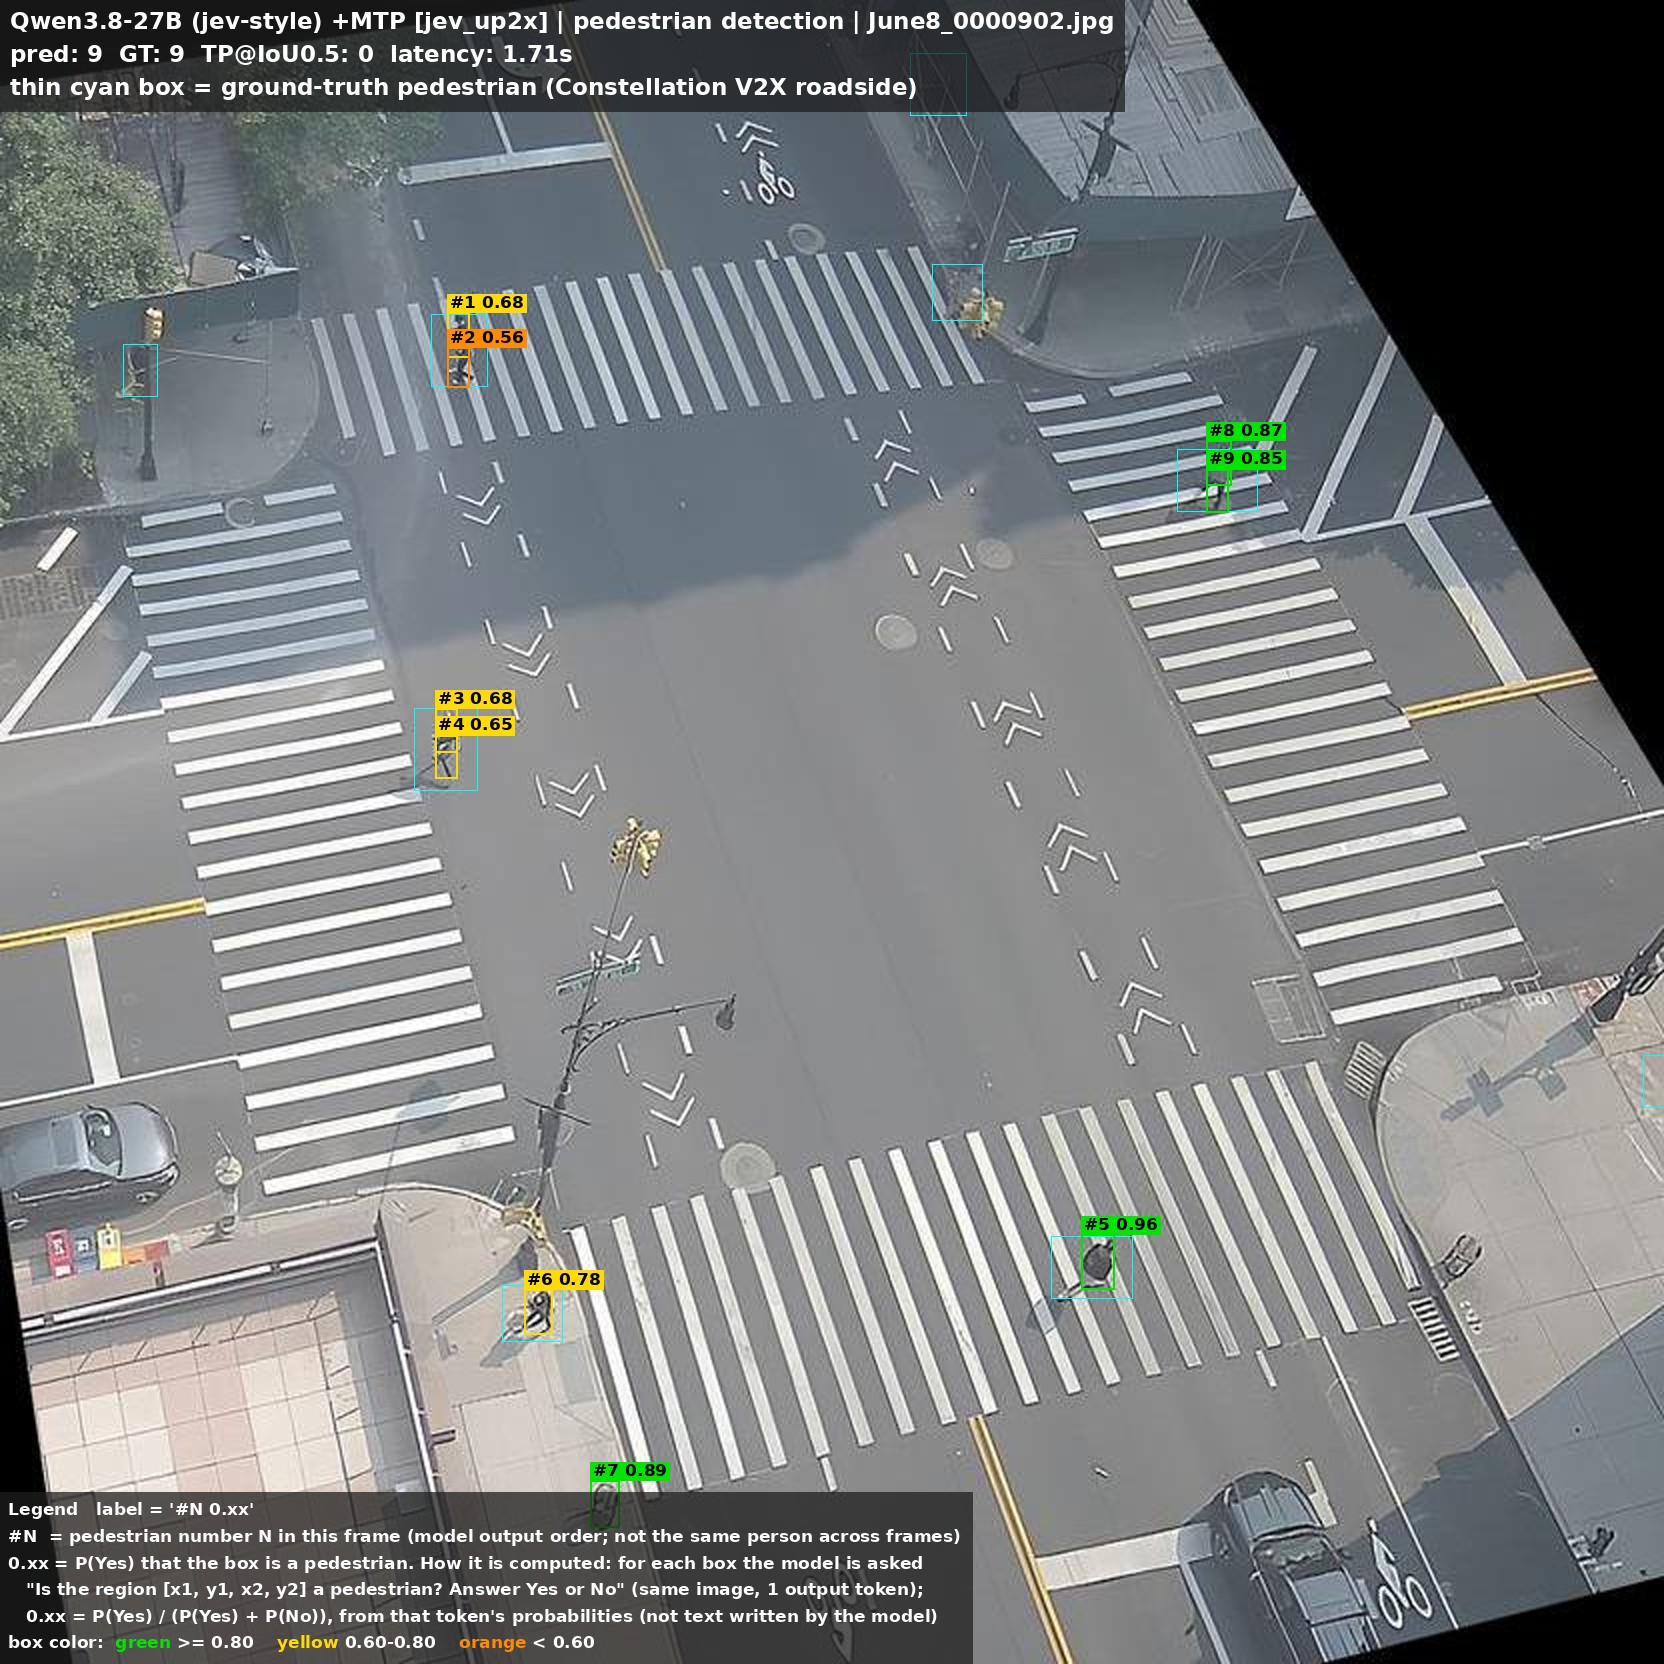 Qwen3.8-27B (jev-style) +MTP [jev_up2x] | pedestrian detection | June8_0000902.jpg
pred: 9  GT: 9  TP@IoU0.5: 0  latency: 1.71s
thin cyan box = ground-truth pedestrian (Constellation V2X roadside)
#1 0.68
#2 0.56
#8 0.87
#9 0.85
#3 0.68
#4 0.65
#5 0.96
#6 0.78
#7 0.89
Legend   label = '#N 0.xx'
#N  = pedestrian number N in this frame (model output order; not the same person across frames)
0.xx = P(Yes) that the box is a pedestrian. How it is computed: for each box the model is asked
"Is the region [x1, y1, x2, y2] a pedestrian? Answer Yes or No" (same image, 1 output token);
0.xx = P(Yes) / (P(Yes) + P(No)), from that token's probabilities (not text written by the model)
box color:  green >= 0.80    yellow 0.60-0.80    orange < 0.60